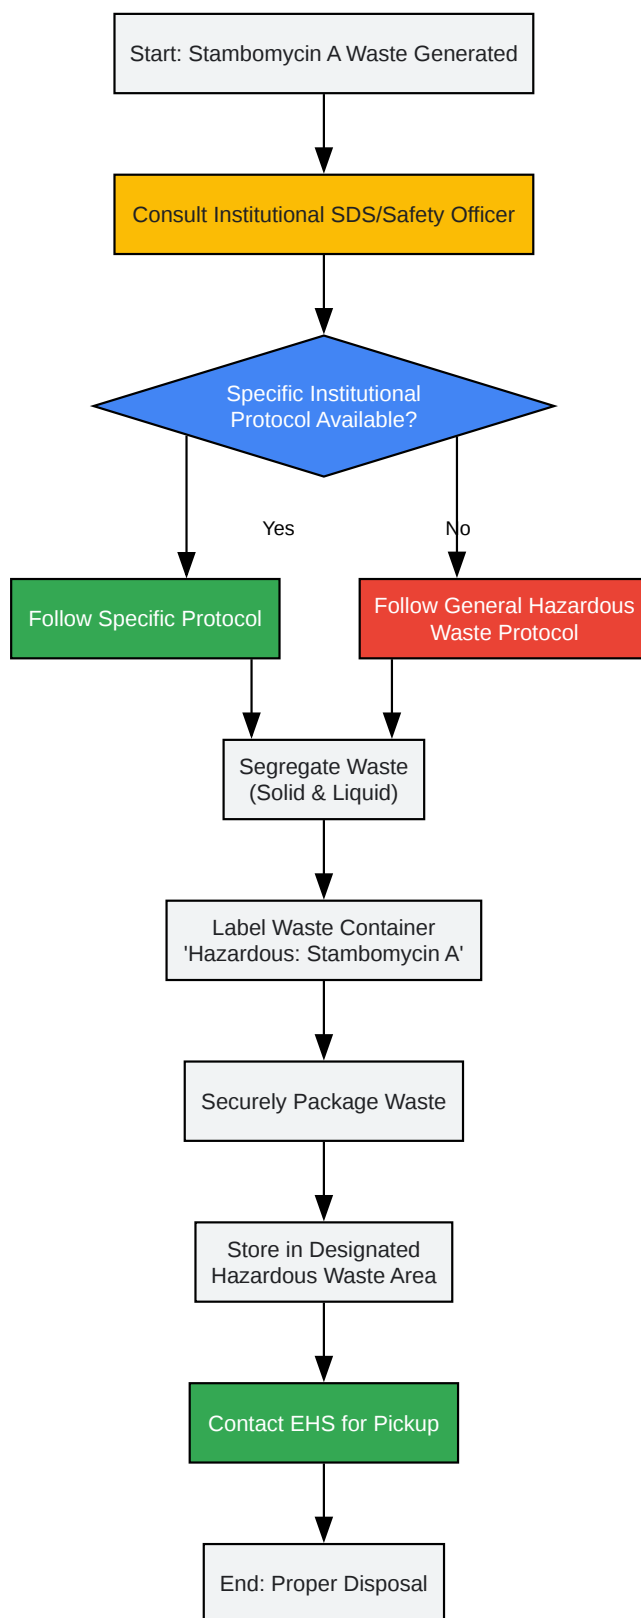 Start: Stambomycin A Waste Generated
Consult Institutional SDS/Safety Officer
Specific Institutional
Protocol Available?
Yes
No
Follow Specific Protocol
Follow General Hazardous
Waste Protocol
Segregate Waste
(Solid & Liquid)
Label Waste Container
'Hazardous: Stambomycin A'
Securely Package Waste
Store in Designated
Hazardous Waste Area
Contact EHS for Pickup
End: Proper Disposal